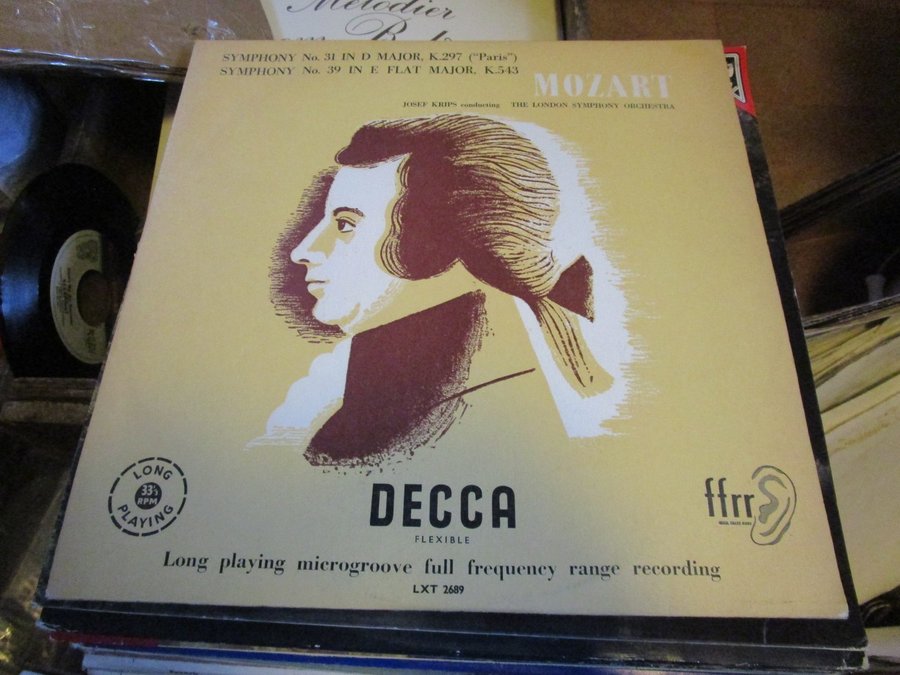 Melodier
SYMPHONY No. 31 IN D MAJOR, K.297 ("Paris")
SYMPHONY No. 39 IN E FLAT MAJOR, K.543
MOZART
JOSEF KRIPS conducting THE LONDON SYMPHONY ORCHESTRA
LONG
33⅓
RPM
PLAYING
DECCA
FLEXIBLE
ffrr
Long playing microgroove full frequency range recording
LXT 2689